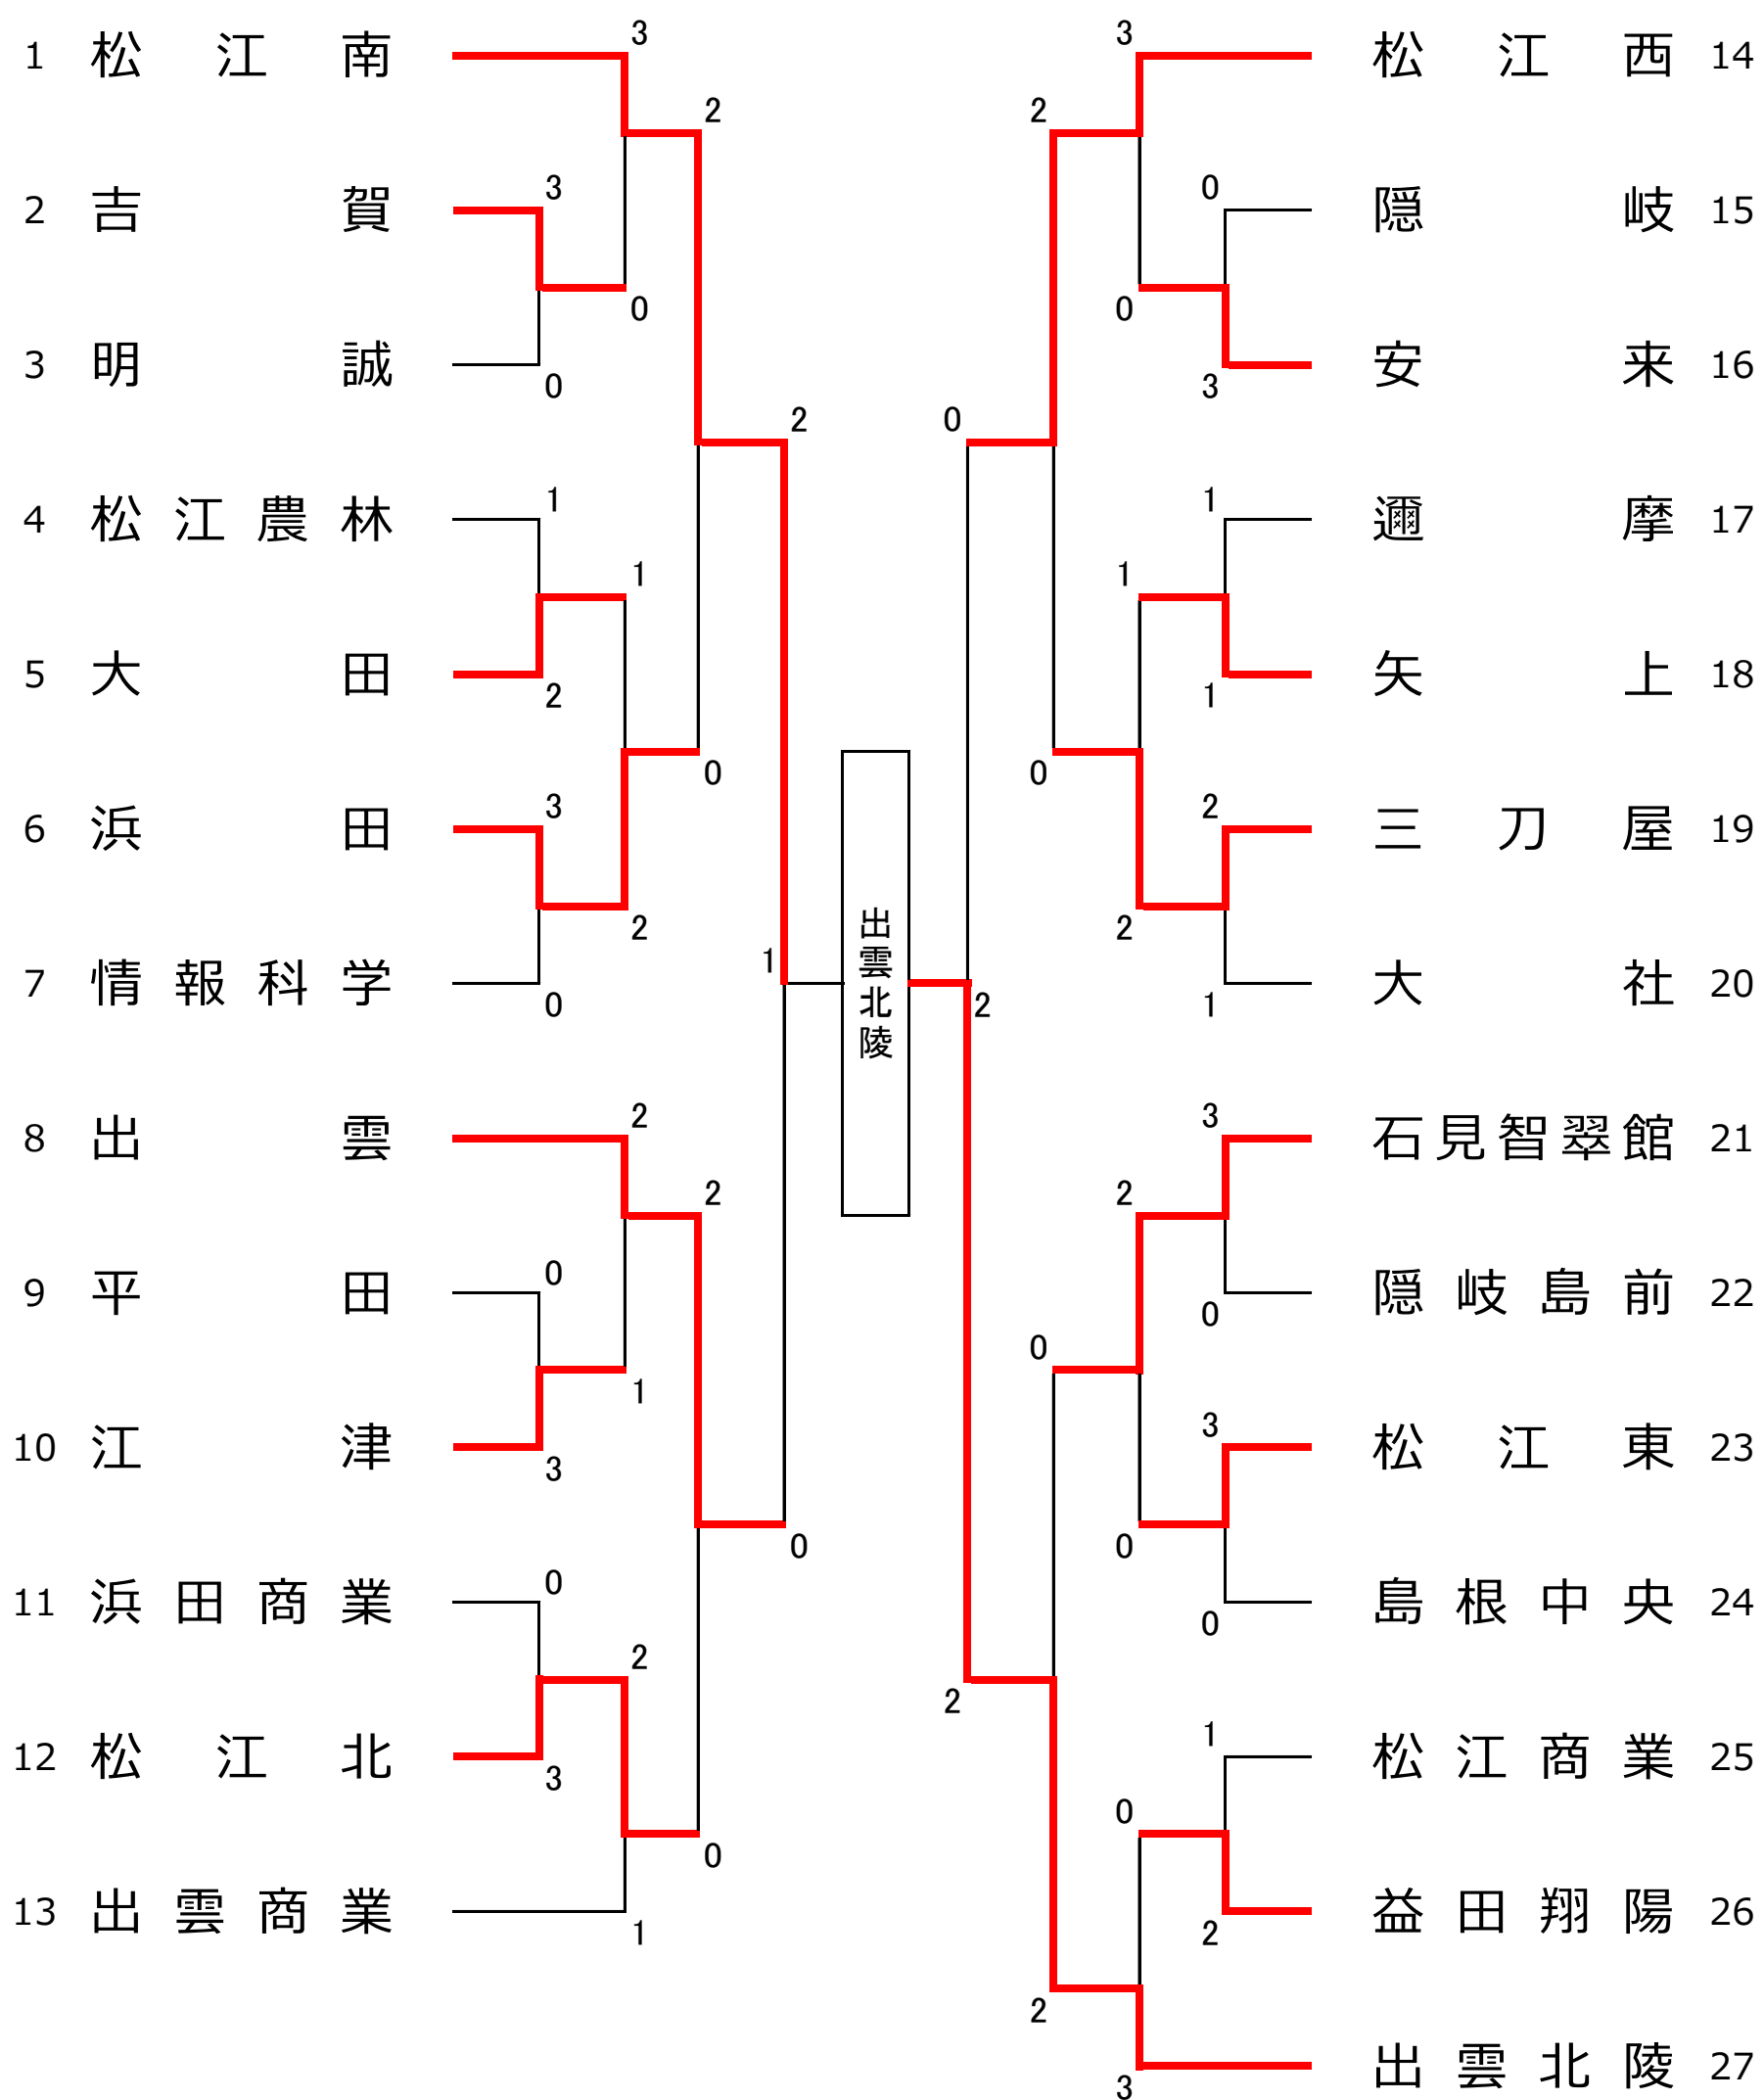 1 松江南
2 吉賀
3 明誠
4 松江農林
5 大田
6 浜田
7 情報科学
8 出雲
9 平田
10 江津
11 浜田商業
12 松江北
13 出雲商業
3
2
3
0
0
2
1
1
2
0
3
2
0
1
2
2
0
1
3
0
0
2
3
0
1
出雲北陵
3
2
0
0
3
0
1
1
1
0
2
2
1
2
3
2
0
0
3
0
0
2
1
0
2
2
3
松江西 14
隠岐 15
安来 16
邇摩 17
矢上 18
三刀屋 19
大社 20
石見智翠館 21
隠岐島前 22
松江東 23
島根中央 24
松江商業 25
益田翔陽 26
出雲北陵 27